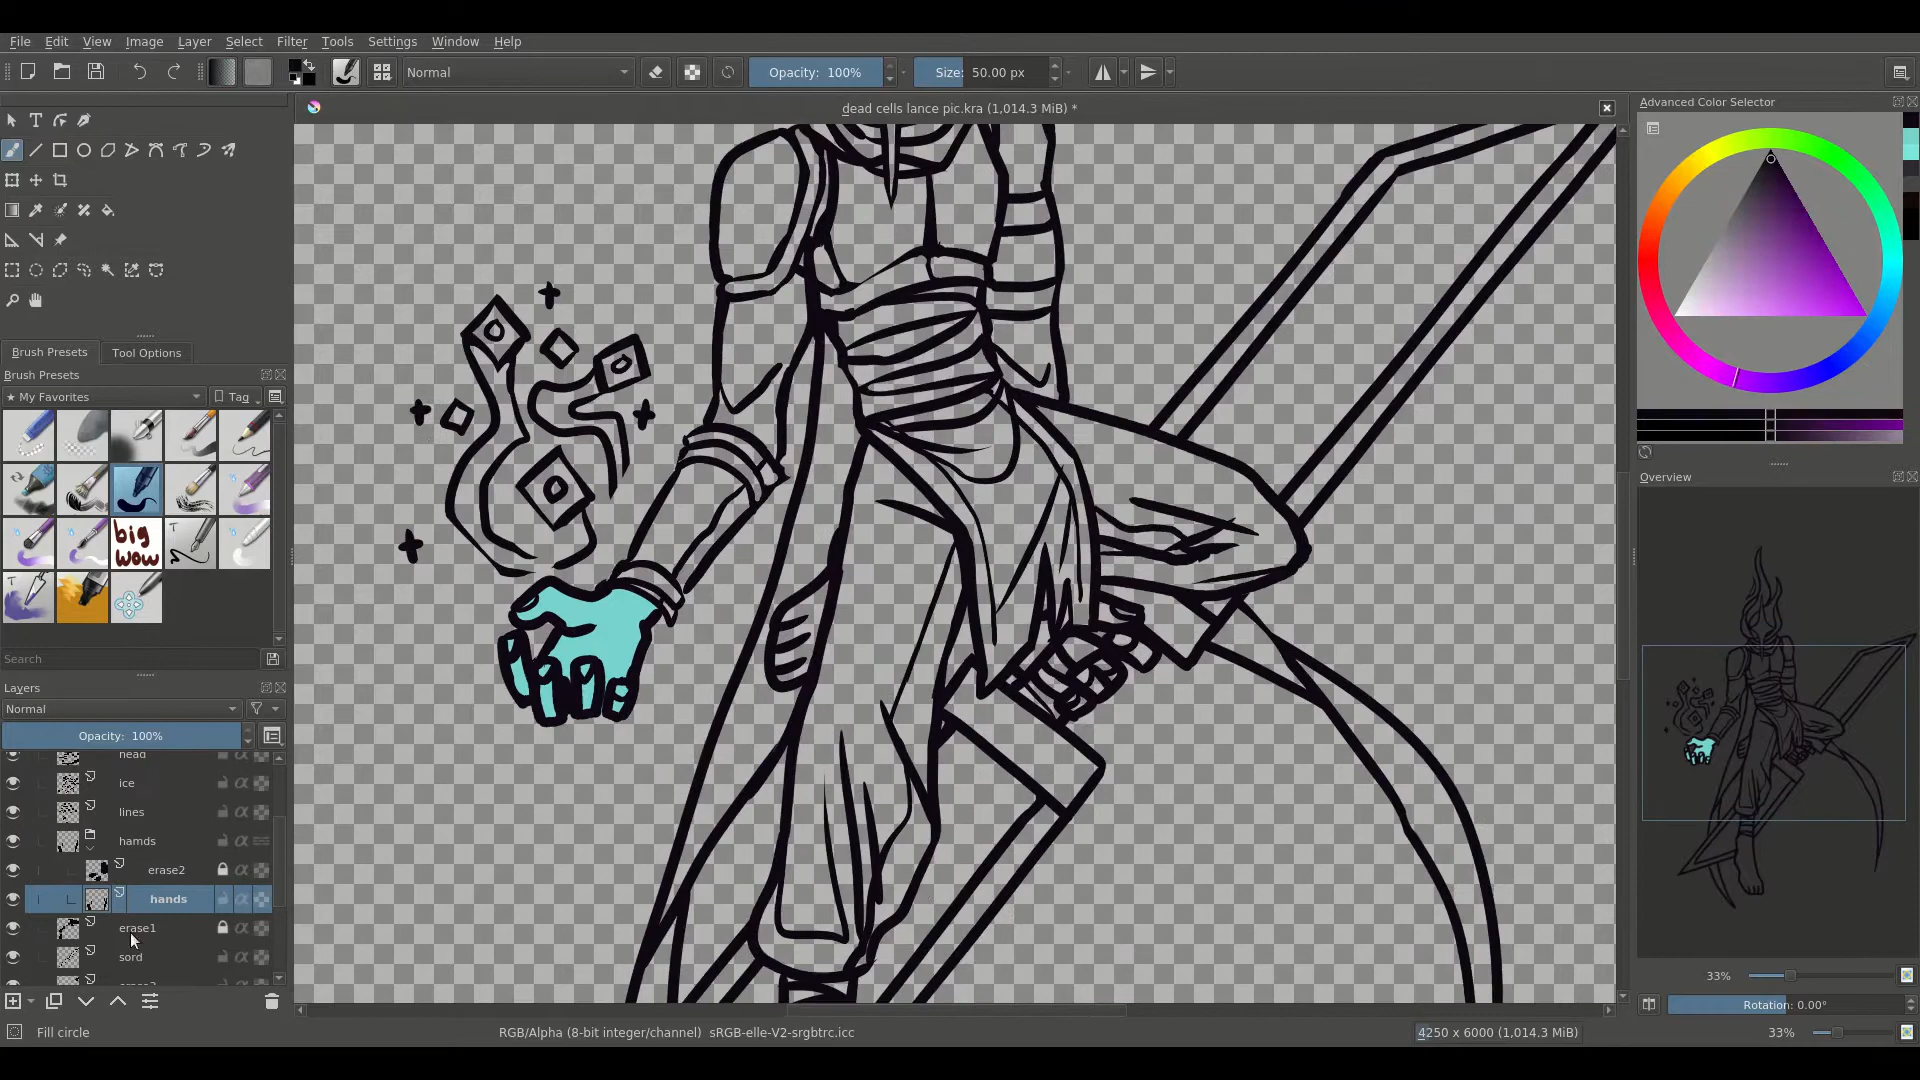 File Edit View Image Layer Select Filter Tools Settings Window Help
Normal
Opacity: 100%
Size: 50.00 px
dead cells lance pic.kra (1,014.3 MiB) *
Advanced Color Selector
Brush Presets
Tool Options
Brush Presets
★ My Favorites
Tag
big
wow
T
T
Search
Layers
Normal
Opacity: 100%
head
ice
lines
hamds
erase2
hands
erase1
sord
Overview
33%
Rotation: 0.00°
Fill circle
RGB/Alpha (8-bit integer/channel) sRGB-elle-V2-srgbtrc.icc
4250 x 6000 (1,014.3 MiB)
33%